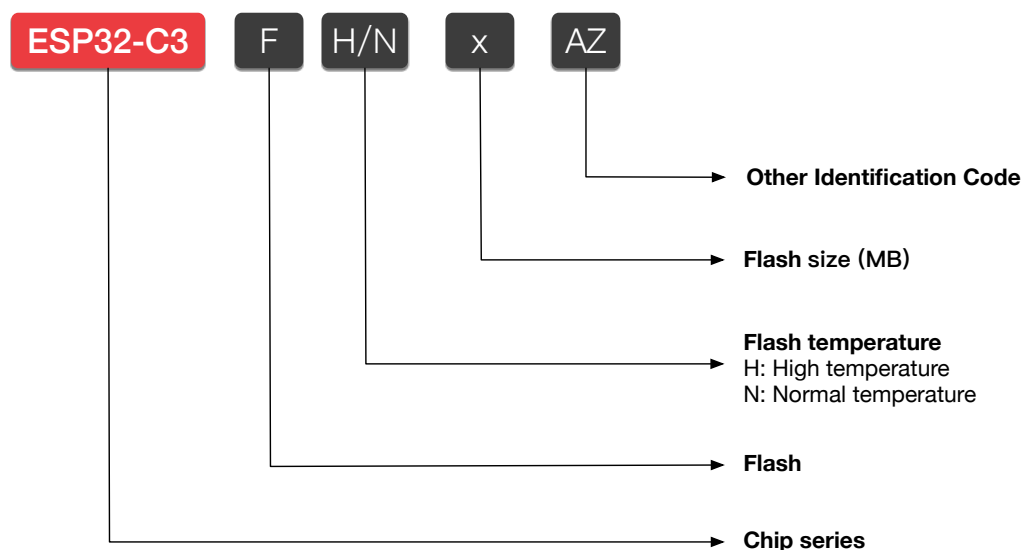 ESP32-C3 F H/N x AZ
Other Identification Code
Flash size (MB)
Flash temperature
H: High temperature
N: Normal temperature
Flash
Chip series